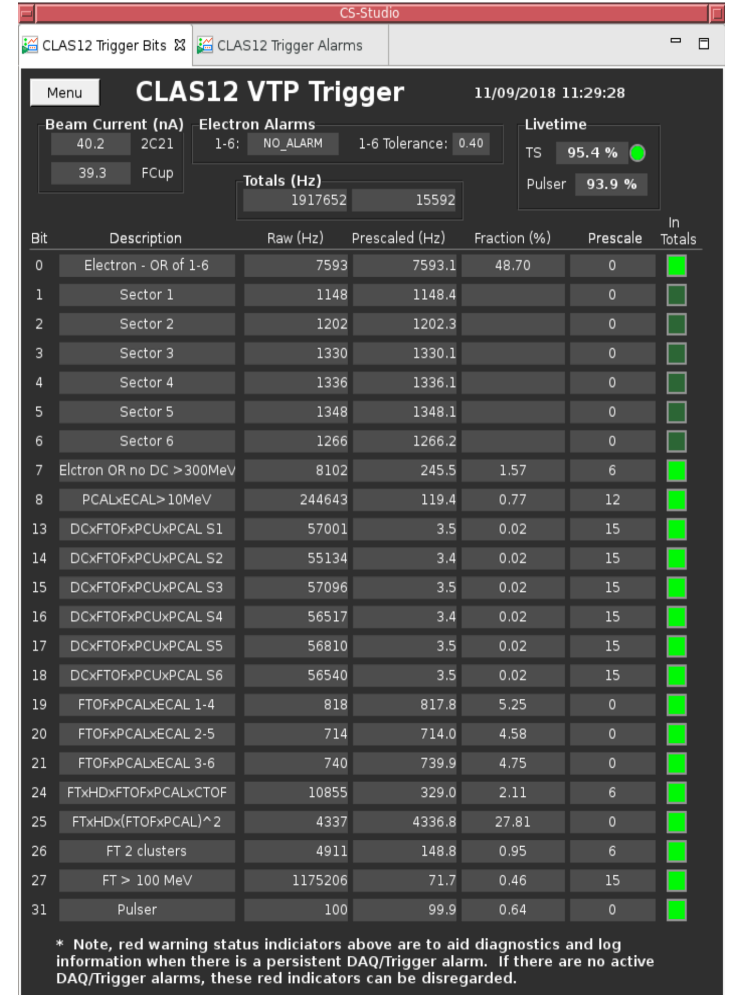 CS-Studio
CLAS12 Trigger Bits CLAS12 Trigger Alarms
Menu CLAS12 VTP Trigger 11/09/2018 11:29:28
Beam Current (nA) Electron Alarms Livetime
40.2 2C21 1-6: NO_ALARM 1-6 Tolerance: 0.40 TS 95.4 %
39.3 FCup Totals (Hz) Pulser 93.9 %
1917652 15592
Bit Description Raw (Hz) Prescaled (Hz) Fraction (%) Prescale In Totals
0 Electron - OR of 1-6 7593 7593.1 48.70 0
1 Sector 1 1148 1148.4 0
2 Sector 2 1202 1202.3 0
3 Sector 3 1330 1330.1 0
4 Sector 4 1336 1336.1 0
5 Sector 5 1348 1348.1 0
6 Sector 6 1266 1266.2 0
7 Elctron OR no DC >300MeV 8102 245.5 1.57 6
8 PCALxECAL>10MeV 244643 119.4 0.77 12
13 DCxFTOFxPCUxPCAL S1 57001 3.5 0.02 15
14 DCxFTOFxPCUxPCAL S2 55134 3.4 0.02 15
15 DCxFTOFxPCUxPCAL S3 57096 3.5 0.02 15
16 DCxFTOFxPCUxPCAL S4 56517 3.4 0.02 15
17 DCxFTOFxPCUxPCAL S5 56810 3.5 0.02 15
18 DCxFTOFxPCUxPCAL S6 56540 3.5 0.02 15
19 FTOFxPCALxECAL 1-4 818 817.8 5.25 0
20 FTOFxPCALxECAL 2-5 714 714.0 4.58 0
21 FTOFxPCALxECAL 3-6 740 739.9 4.75 0
24 FTxHDxFTOFxPCALxCTOF 10855 329.0 2.11 6
25 FTxHDx(FTOFxPCAL)^2 4337 4336.8 27.81 0
26 FT 2 clusters 4911 148.8 0.95 6
27 FT > 100 MeV 1175206 71.7 0.46 15
31 Pulser 100 99.9 0.64 0
* Note, red warning status indiciators above are to aid diagnostics and log
information when there is a persistent DAQ/Trigger alarm. If there are no active
DAQ/Trigger alarms, these red indicators can be disregarded.